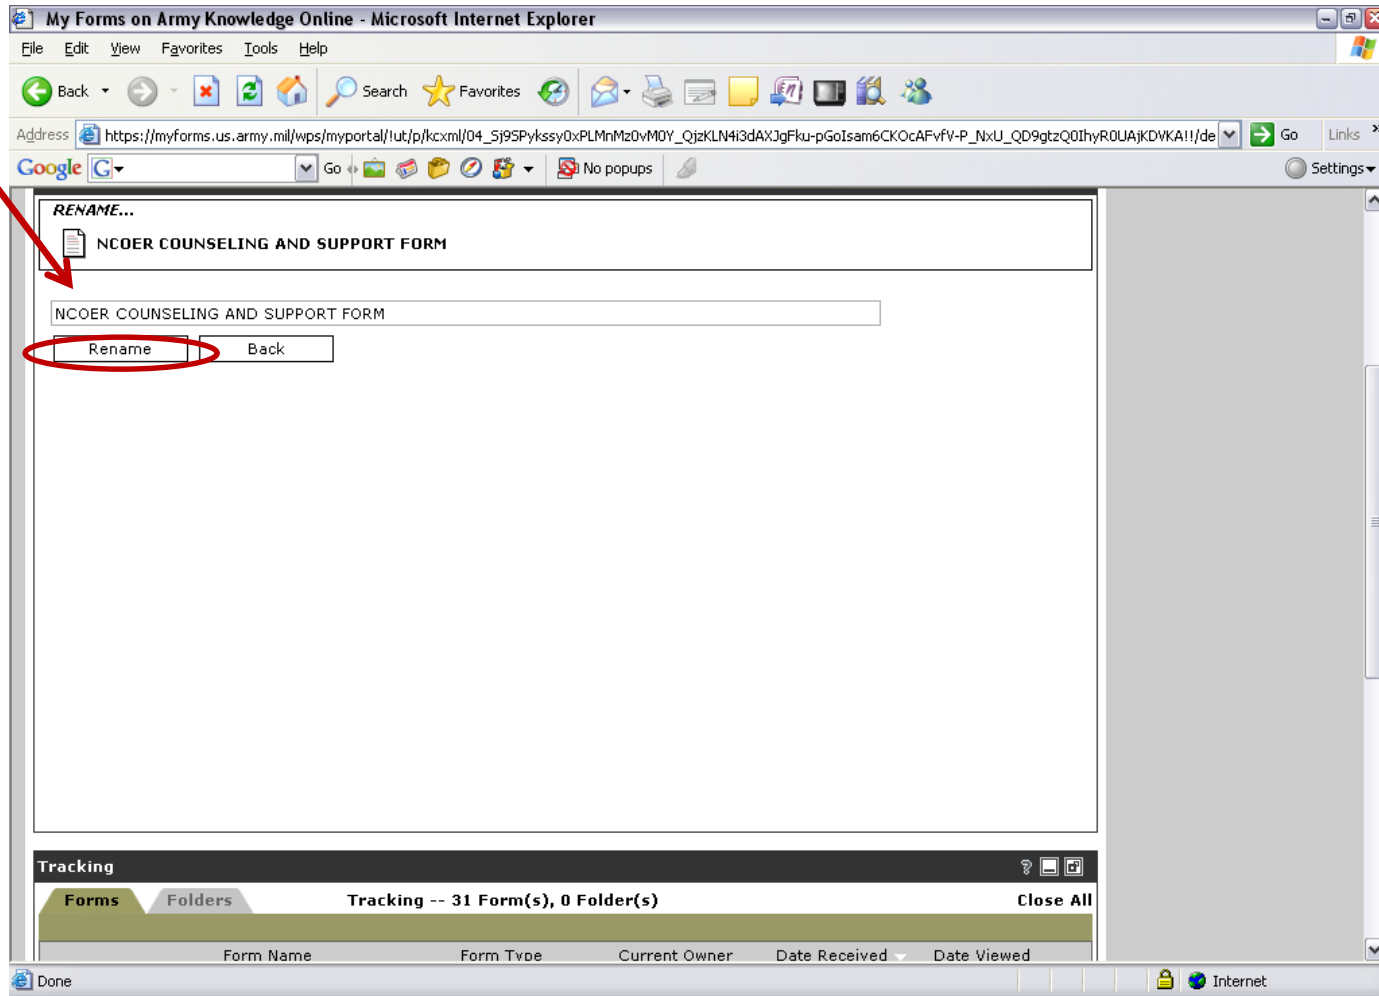 My Forms on Army Knowledge Online - Microsoft Internet Explorer
File Edit View Favorites Tools Help
Back Search Favorites
Address https://myforms.us.army.mil/wps/myportal/!ut/p/kcxml/04_Sj9SPykssy0xPLMnMz0vM0Y_QjzKLN4i3dAXJgFku-pGoIsam6CKOcAFvfV-P_NxU_QD9gtzQ0IhyR0UAjKDVKA!!/de Go Links
Google G Go No popups Settings
RENAME...
NCOER COUNSELING AND SUPPORT FORM
NCOER COUNSELING AND SUPPORT FORM
Rename Back
Tracking ?
Forms Folders Tracking -- 31 Form(s), 0 Folder(s) Close All
Form Name Form Type Current Owner Date Received Date Viewed
Done Internet